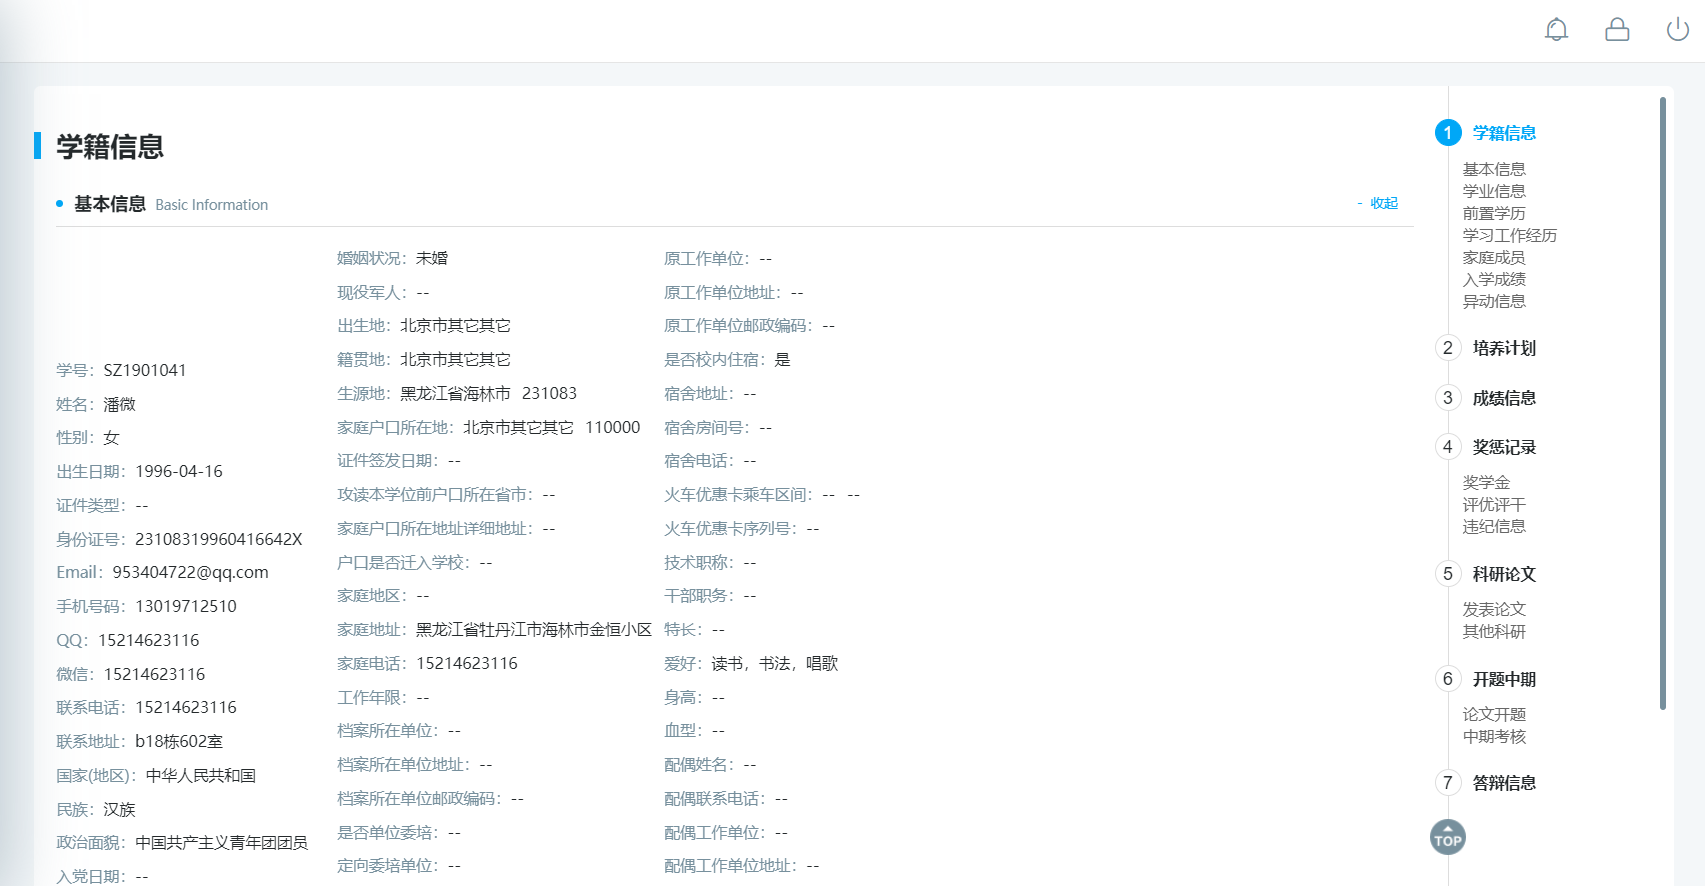 学籍信息
基本信息 Basic Information
- 收起
学号：SZ1901041
姓名：潘微
性别：女
出生日期：1996-04-16
证件类型：--
身份证号：23108319960416642X
Email：953404722@qq.com
手机号码：13019712510
QQ：15214623116
微信：15214623116
联系电话：15214623116
联系地址：b18栋602室
国家(地区)：中华人民共和国
民族：汉族
政治面貌：中国共产主义青年团团员
入党日期：--
婚姻状况：未婚
现役军人：--
出生地：北京市其它其它
籍贯地：北京市其它其它
生源地：黑龙江省海林市 231083
家庭户口所在地：北京市其它其它 110000
证件签发日期：--
攻读本学位前户口所在省市：--
家庭户口所在地址详细地址：--
户口是否迁入学校：--
家庭地区：--
家庭地址：黑龙江省牡丹江市海林市金恒小区
家庭电话：15214623116
工作年限：--
档案所在单位：--
档案所在单位地址：--
档案所在单位邮政编码：--
是否单位委培：--
定向委培单位：--
原工作单位：--
原工作单位地址：--
原工作单位邮政编码：--
是否校内住宿：是
宿舍地址：--
宿舍房间号：--
宿舍电话：--
火车优惠卡乘车区间：-- --
火车优惠卡序列号：--
技术职称：--
干部职务：--
特长：--
爱好：读书，书法，唱歌
身高：--
血型：--
配偶姓名：--
配偶联系电话：--
配偶工作单位：--
配偶工作单位地址：--
1 学籍信息
基本信息
学业信息
前置学历
学习工作经历
家庭成员
入学成绩
异动信息
2 培养计划
3 成绩信息
4 奖惩记录
奖学金
评优评干
违纪信息
5 科研论文
发表论文
其他科研
6 开题中期
论文开题
中期考核
7 答辩信息
TOP